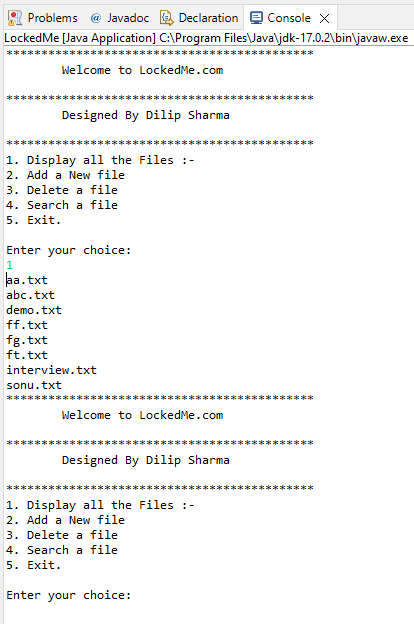 Problems @ Javadoc Declaration Console
LockedMe [Java Application] C:\Program Files\Java\jdk-17.0.2\bin\javaw.exe
********************************************
Welcome to LockedMe.com
********************************************
Designed By Dilip Sharma
********************************************
1. Display all the Files :-
2. Add a New file
3. Delete a file
4. Search a file
5. Exit.
Enter your choice:
1
aa.txt
abc.txt
demo.txt
ff.txt
fg.txt
ft.txt
interview.txt
sonu.txt
********************************************
Welcome to LockedMe.com
********************************************
Designed By Dilip Sharma
********************************************
1. Display all the Files :-
2. Add a New file
3. Delete a file
4. Search a file
5. Exit.
Enter your choice: